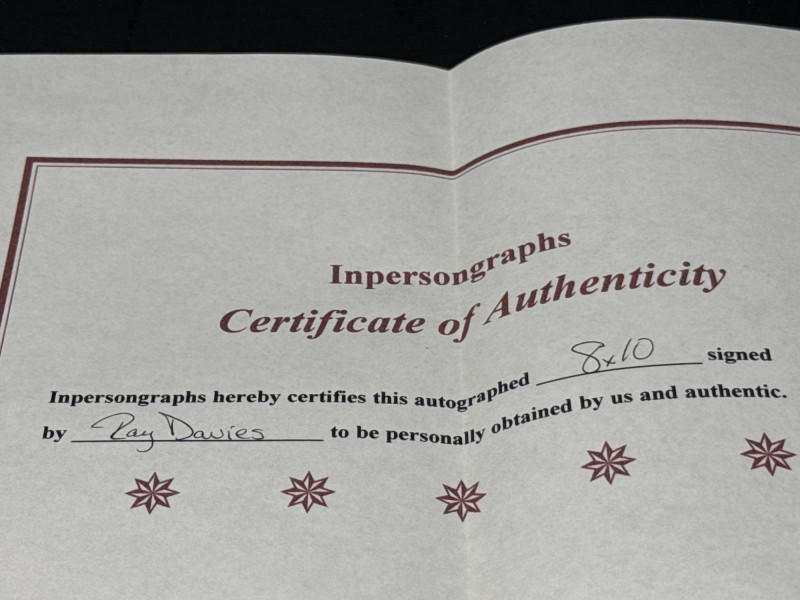 Inpersongraphs
Certificate of Authenticity
Inpersongraphs hereby certifies this autographed 8x10 signed
by Ray Davies to be personally obtained by us and authentic.